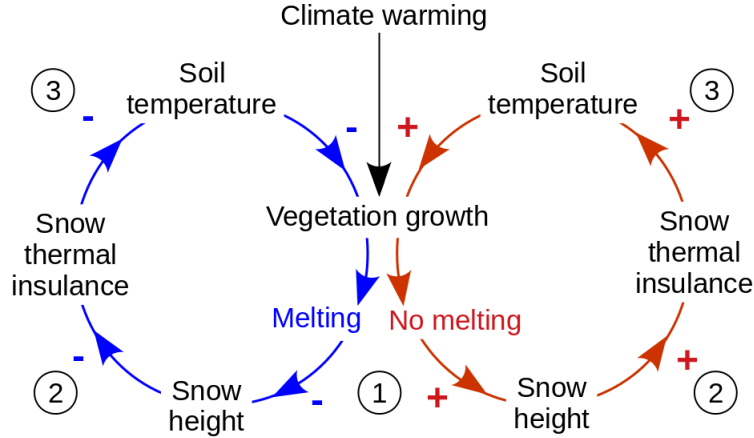 Climate warming
3
Soil
temperature
Soil
temperature
3
-
-
+
+
Snow
thermal
insulance
Vegetation growth
Snow
thermal
insulance
Melting
No melting
-
+
2
Snow
height
-
1
+
Snow
height
2